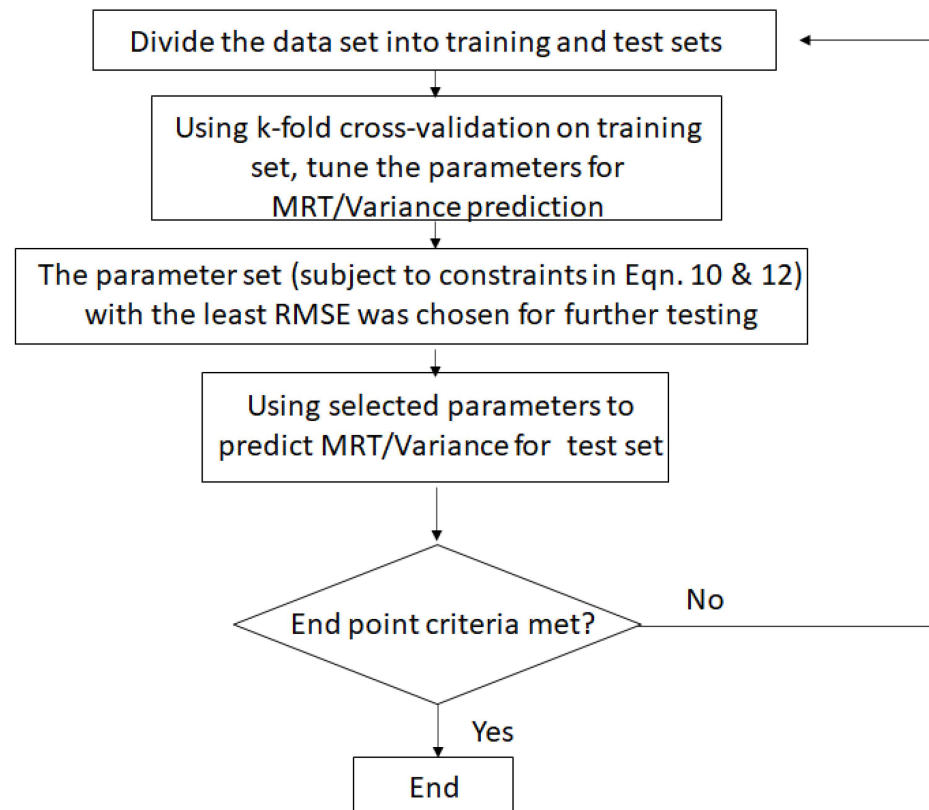 Divide the data set into training and test sets
Using k-fold cross-validation on training
set, tune the parameters for
MRT/Variance prediction
The parameter set (subject to constraints in Eqn. 10 & 12)
with the least RMSE was chosen for further testing
Using selected parameters to
predict MRT/Variance for test set
End point criteria met?
No
Yes
End